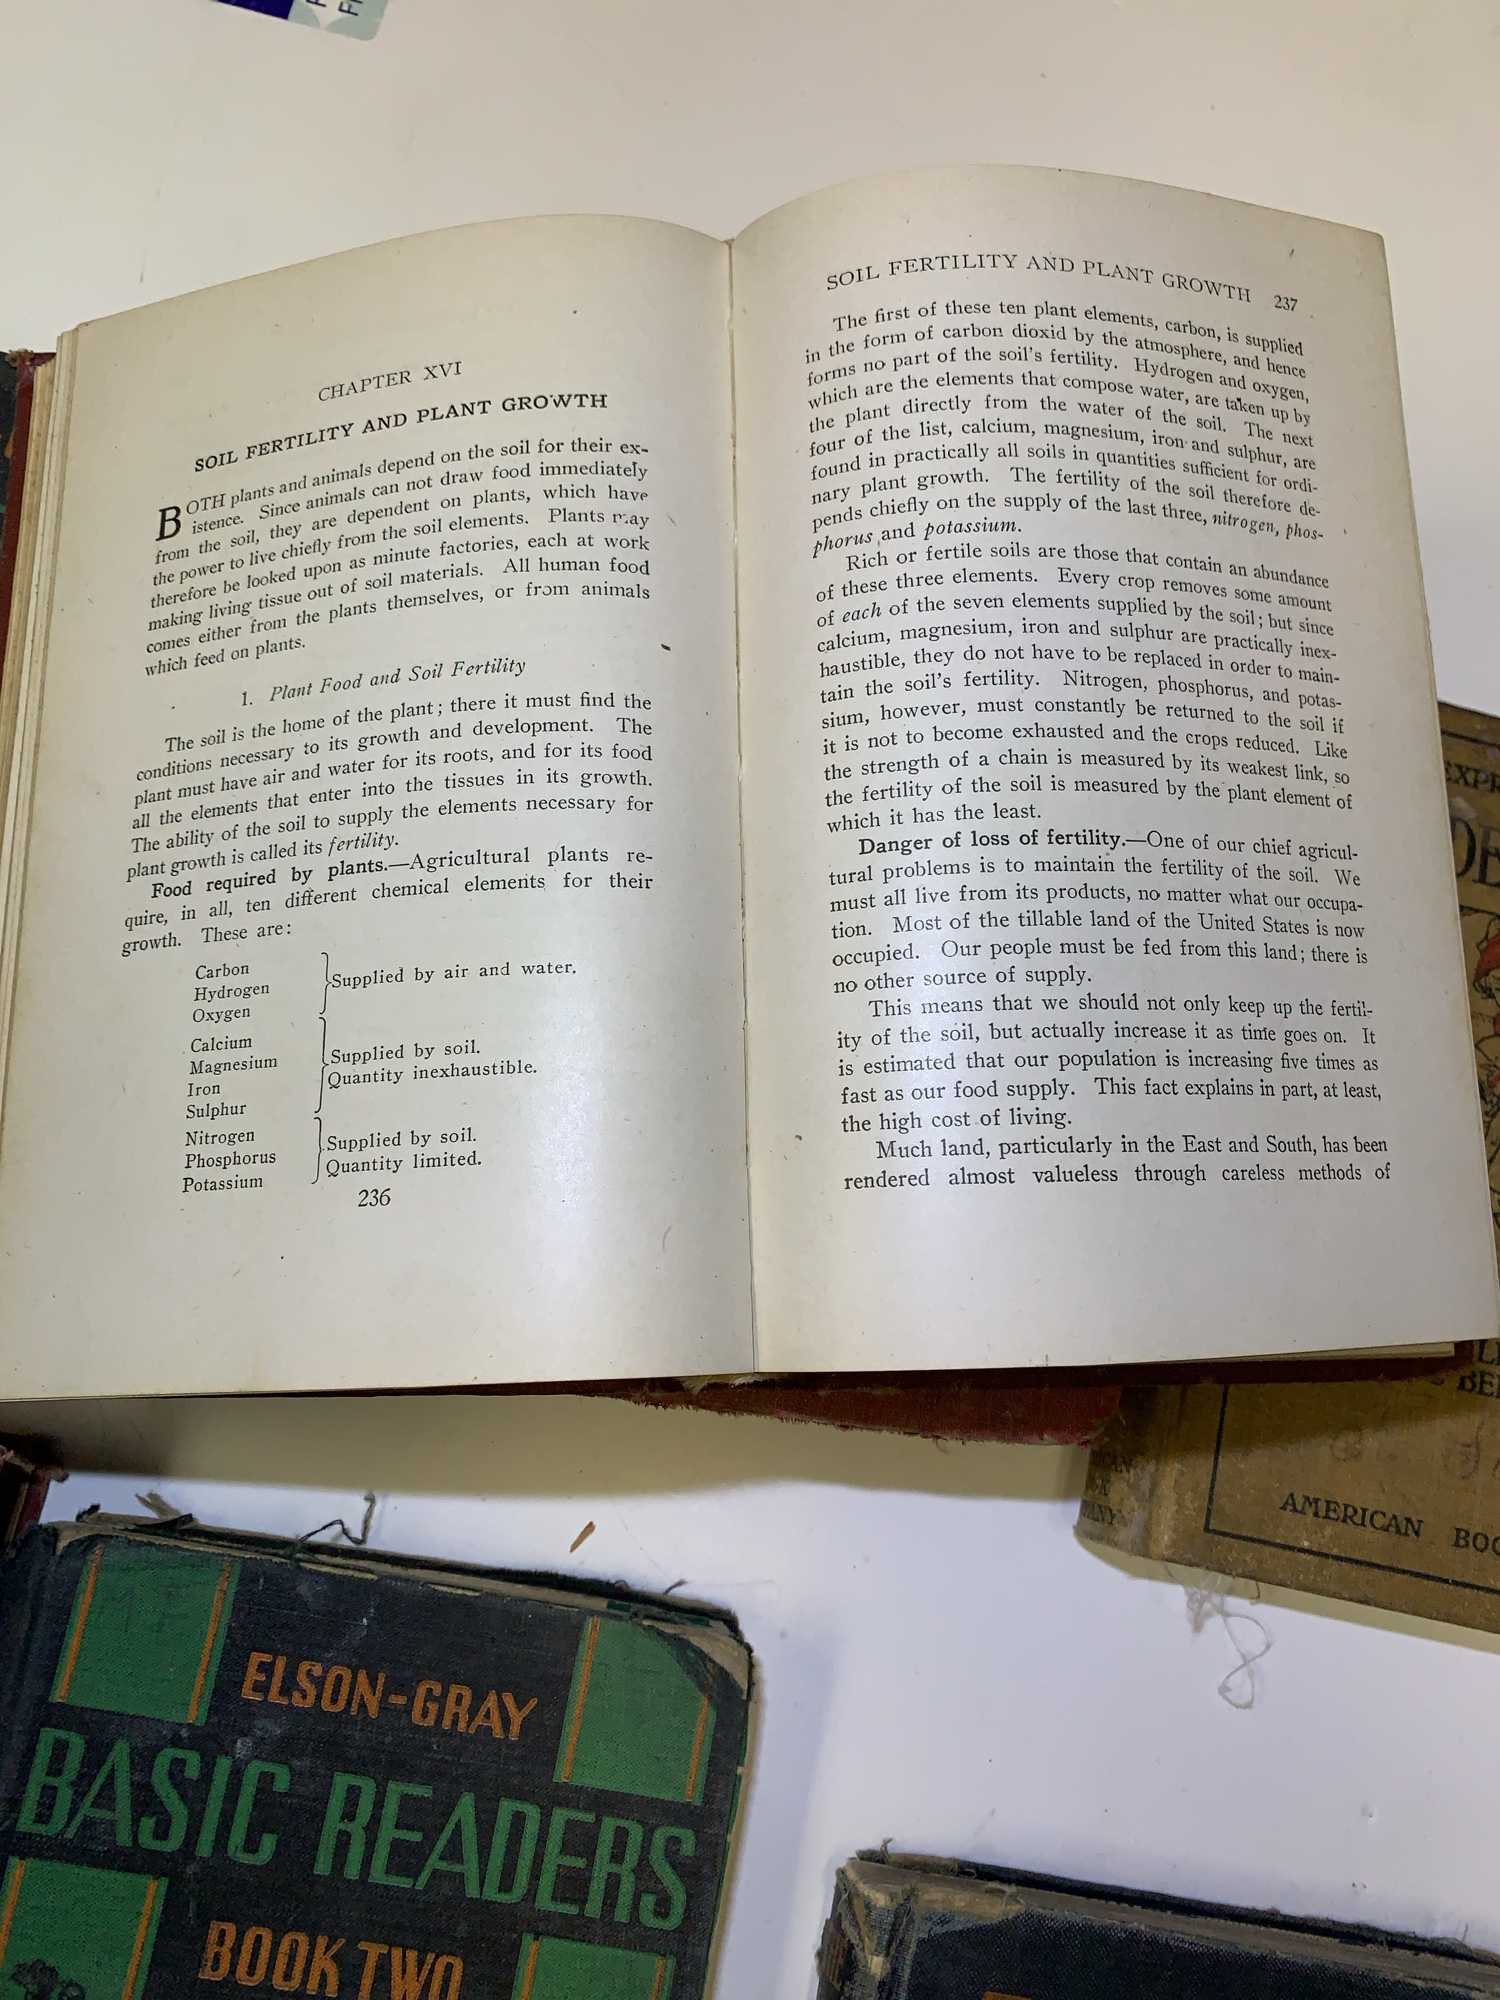 CHAPTER XVI
SOIL FERTILITY AND PLANT GROWTH
BOTH plants and animals depend on the soil for their ex-
istence. Since animals can not draw food immediately
from the soil, they are dependent on plants, which have
the power to live chiefly from the soil elements. Plants may
therefore be looked upon as minute factories, each at work
making living tissue out of soil materials. All human food
comes either from the plants themselves, or from animals
which feed on plants.
1. Plant Food and Soil Fertility
The soil is the home of the plant; there it must find the
conditions necessary to its growth and development. The
plant must have air and water for its roots, and for its food
all the elements that enter into the tissues in its growth.
The ability of the soil to supply the elements necessary for
plant growth is called its fertility.
Food required by plants.—Agricultural plants re-
quire, in all, ten different chemical elements for their
growth. These are:
Carbon
Hydrogen
Oxygen
Supplied by air and water.
Calcium
Magnesium
Iron
Sulphur
Supplied by soil.
Quantity inexhaustible.
Nitrogen
Phosphorus
Potassium
Supplied by soil.
Quantity limited.
236
SOIL FERTILITY AND PLANT GROWTH 237
The first of these ten plant elements, carbon, is supplied
in the form of carbon dioxid by the atmosphere, and hence
forms no part of the soil's fertility. Hydrogen and oxygen,
which are the elements that compose water, are taken up by
the plant directly from the water of the soil. The next
four of the list, calcium, magnesium, iron and sulphur, are
found in practically all soils in quantities sufficient for ordi-
nary plant growth. The fertility of the soil therefore de-
pends chiefly on the supply of the last three, nitrogen, phos-
phorus and potassium.
Rich or fertile soils are those that contain an abundance
of these three elements. Every crop removes some amount
of each of the seven elements supplied by the soil; but since
calcium, magnesium, iron and sulphur are practically inex-
haustible, they do not have to be replaced in order to main-
tain the soil's fertility. Nitrogen, phosphorus, and potas-
sium, however, must constantly be returned to the soil if
it is not to become exhausted and the crops reduced. Like
the strength of a chain is measured by its weakest link, so
the fertility of the soil is measured by the plant element of
which it has the least.
Danger of loss of fertility.—One of our chief agricul-
tural problems is to maintain the fertility of the soil. We
must all live from its products, no matter what our occupa-
tion. Most of the tillable land of the United States is now
occupied. Our people must be fed from this land; there is
no other source of supply.
This means that we should not only keep up the fertil-
ity of the soil, but actually increase it as time goes on. It
is estimated that our population is increasing five times as
fast as our food supply. This fact explains in part, at least,
the high cost of living.
Much land, particularly in the East and South, has been
rendered almost valueless through careless methods of
AMERICAN BOO
ELSON-GRAY
BASIC READERS
BOOK TWO